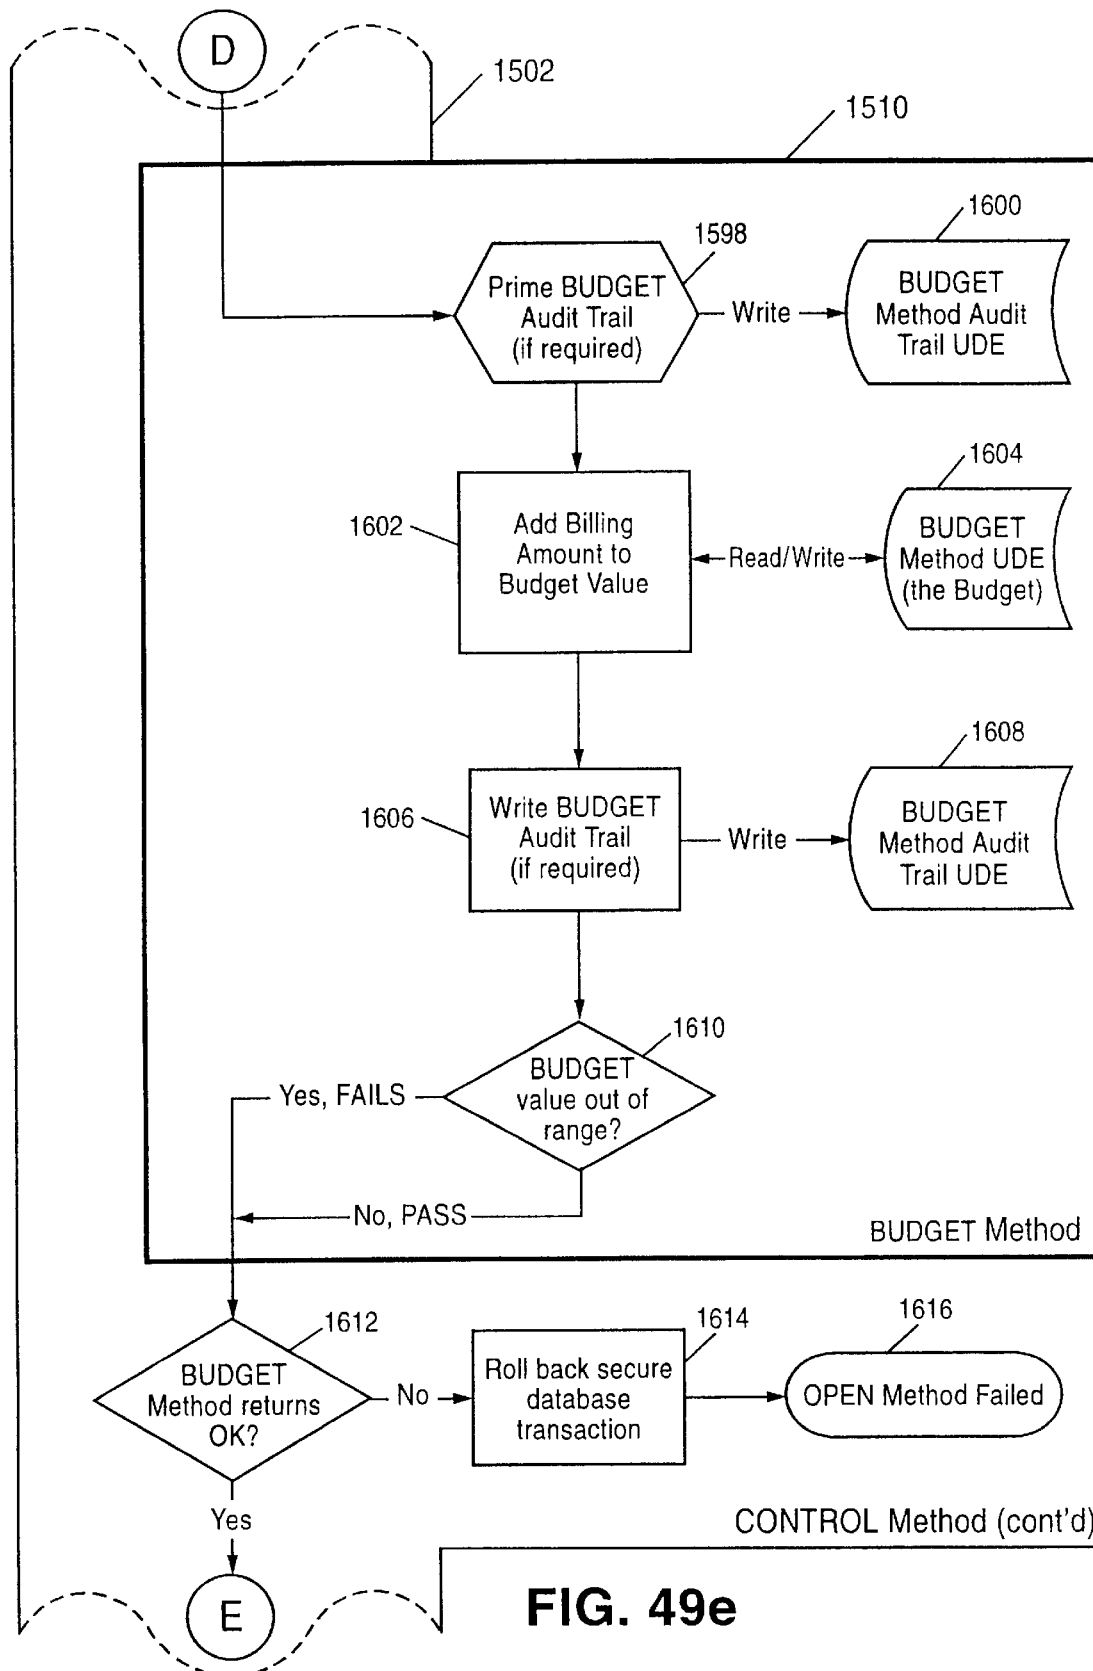 D
1502
1510
1598
1600
Prime BUDGET
Audit Trail
(if required)
Write
BUDGET
Method Audit
Trail UDE
1602
Add Billing
Amount to
Budget Value
Read/Write
1604
BUDGET
Method UDE
(the Budget)
1606
Write BUDGET
Audit Trail
(if required)
Write
1608
BUDGET
Method Audit
Trail UDE
1610
BUDGET
value out of
range?
Yes, FAILS
No, PASS
BUDGET Method
1612
BUDGET
Method returns
OK?
No
1614
Roll back secure
database
transaction
1616
OPEN Method Failed
Yes
CONTROL Method (cont'd)
E
FIG. 49e